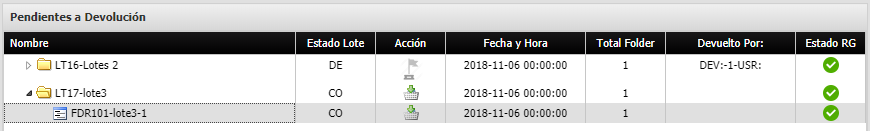 Pendientes a Devolución
Nombre Estado Lote Acción Fecha y Hora Total Folder Devuelto Por: Estado RG
LT16-Lotes 2 DE 2018-11-06 00:00:00 1 DEV:-1-USR:
LT17-lote3 CO 2018-11-06 00:00:00 1
FDR101-lote3-1 CO 2018-11-06 00:00:00 1